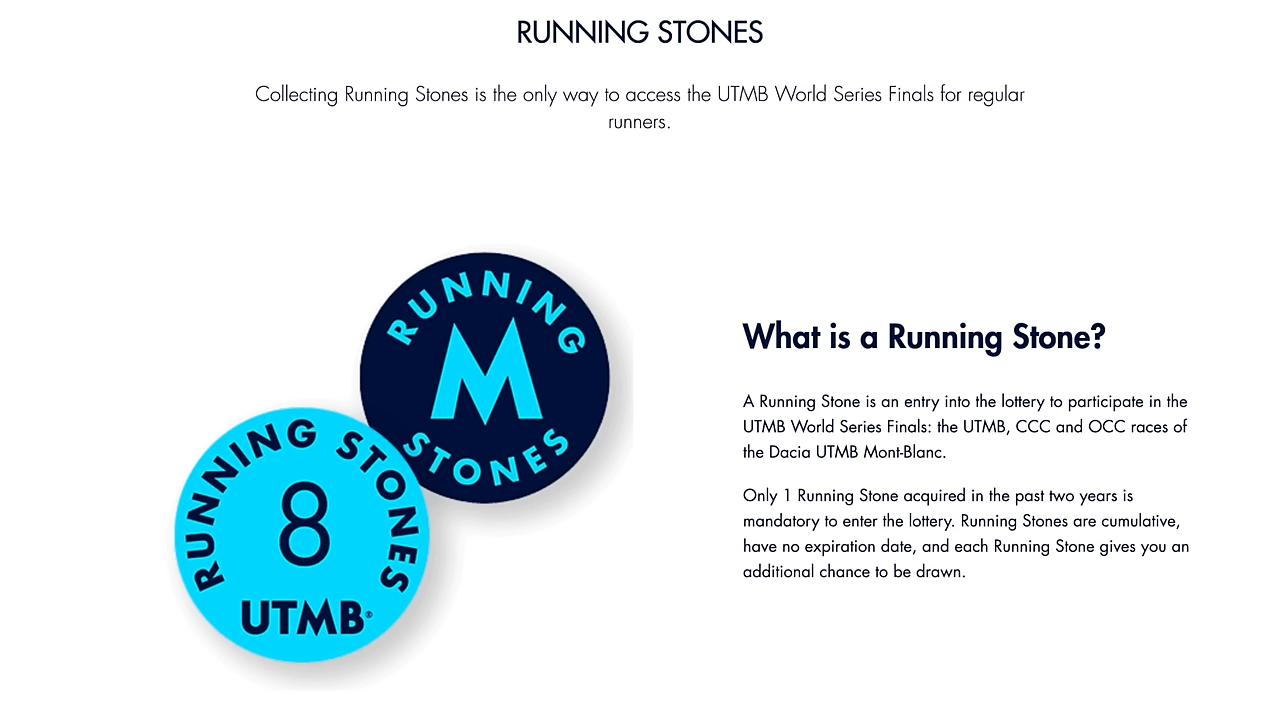 RUNNING STONES
Collecting Running Stones is the only way to access the UTMB World Series Finals for regular
runners.
RUNNING
M
STONES
RUNNING STONES
8
UTMB®
What is a Running Stone?
A Running Stone is an entry into the lottery to participate in the
UTMB World Series Finals: the UTMB, CCC and OCC races of
the Dacia UTMB Mont-Blanc.
Only 1 Running Stone acquired in the past two years is
mandatory to enter the lottery. Running Stones are cumulative,
have no expiration date, and each Running Stone gives you an
additional chance to be drawn.